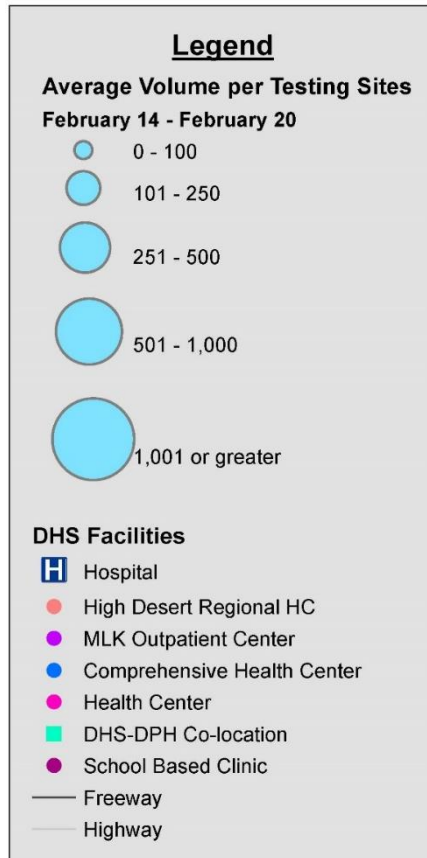 Legend
Average Volume per Testing Sites
February 14 - February 20
0 - 100
101 - 250
251 - 500
501 - 1,000
1,001 or greater
DHS Facilities
H Hospital
High Desert Regional HC
MLK Outpatient Center
Comprehensive Health Center
Health Center
DHS-DPH Co-location
School Based Clinic
Freeway
Highway